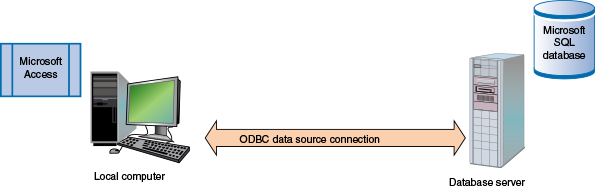 Microsoft
Access
Microsoft
SQL
database
ODBC data source connection
Local computer
Database server